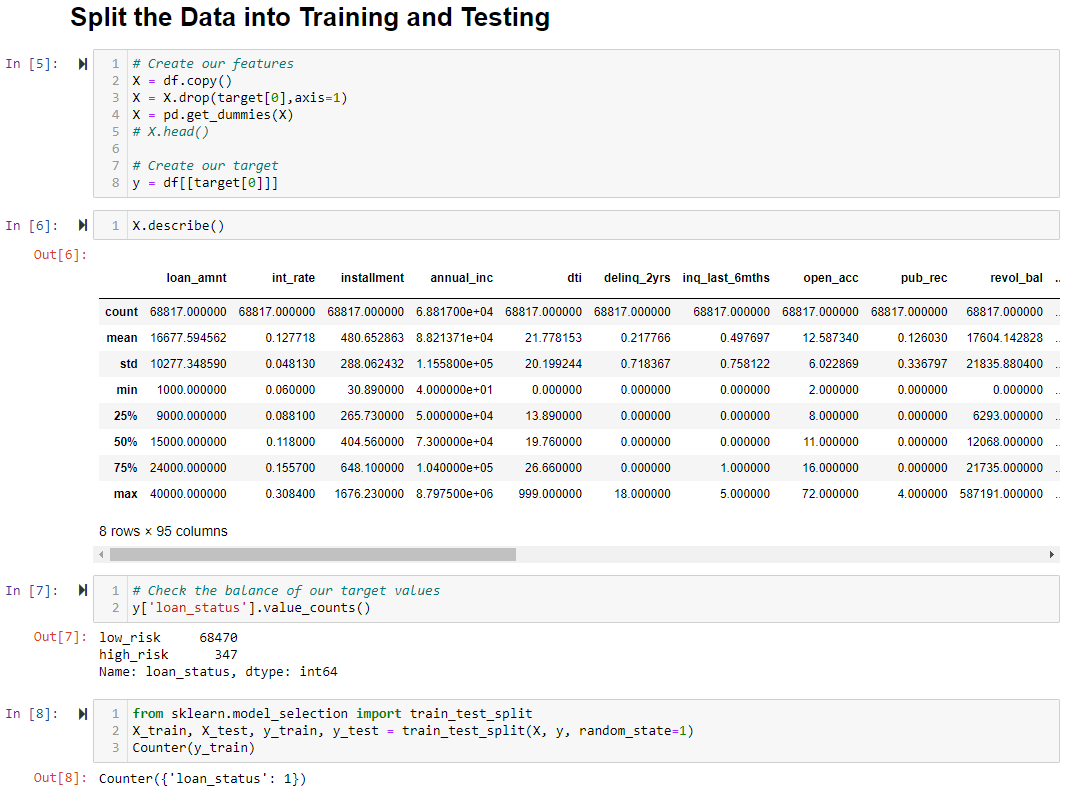 Split the Data into Training and Testing
In [5]:
1 # Create our features
2 X = df.copy()
3 X = X.drop(target[0],axis=1)
4 X = pd.get_dummies(X)
5 # X.head()
6
7 # Create our target
8 y = df[[target[0]]]
In [6]:
1 X.describe()
Out[6]:
loan_amnt int_rate installment annual_inc dti delinq_2yrs inq_last_6mths open_acc pub_rec revol_bal ..
count 68817.000000 68817.000000 68817.000000 6.881700e+04 68817.000000 68817.000000 68817.000000 68817.000000 68817.000000 68817.000000 ..
mean 16677.594562 0.127718 480.652863 8.821371e+04 21.778153 0.217766 0.497697 12.587340 0.126030 17604.142828 ..
std 10277.348590 0.048130 288.062432 1.155800e+05 20.199244 0.718367 0.758122 6.022869 0.336797 21835.880400 ..
min 1000.000000 0.060000 30.890000 4.000000e+01 0.000000 0.000000 0.000000 2.000000 0.000000 0.000000 ..
25% 9000.000000 0.088100 265.730000 5.000000e+04 13.890000 0.000000 0.000000 8.000000 0.000000 6293.000000 ..
50% 15000.000000 0.118000 404.560000 7.300000e+04 19.760000 0.000000 0.000000 11.000000 0.000000 12068.000000 ..
75% 24000.000000 0.155700 648.100000 1.040000e+05 26.660000 0.000000 1.000000 16.000000 0.000000 21735.000000 ..
max 40000.000000 0.308400 1676.230000 8.797500e+06 999.000000 18.000000 5.000000 72.000000 4.000000 587191.000000 ..
8 rows × 95 columns
In [7]:
1 # Check the balance of our target values
2 y['loan_status'].value_counts()
Out[7]:
low_risk 68470
high_risk 347
Name: loan_status, dtype: int64
In [8]:
1 from sklearn.model_selection import train_test_split
2 X_train, X_test, y_train, y_test = train_test_split(X, y, random_state=1)
3 Counter(y_train)
Out[8]:
Counter({'loan_status': 1})